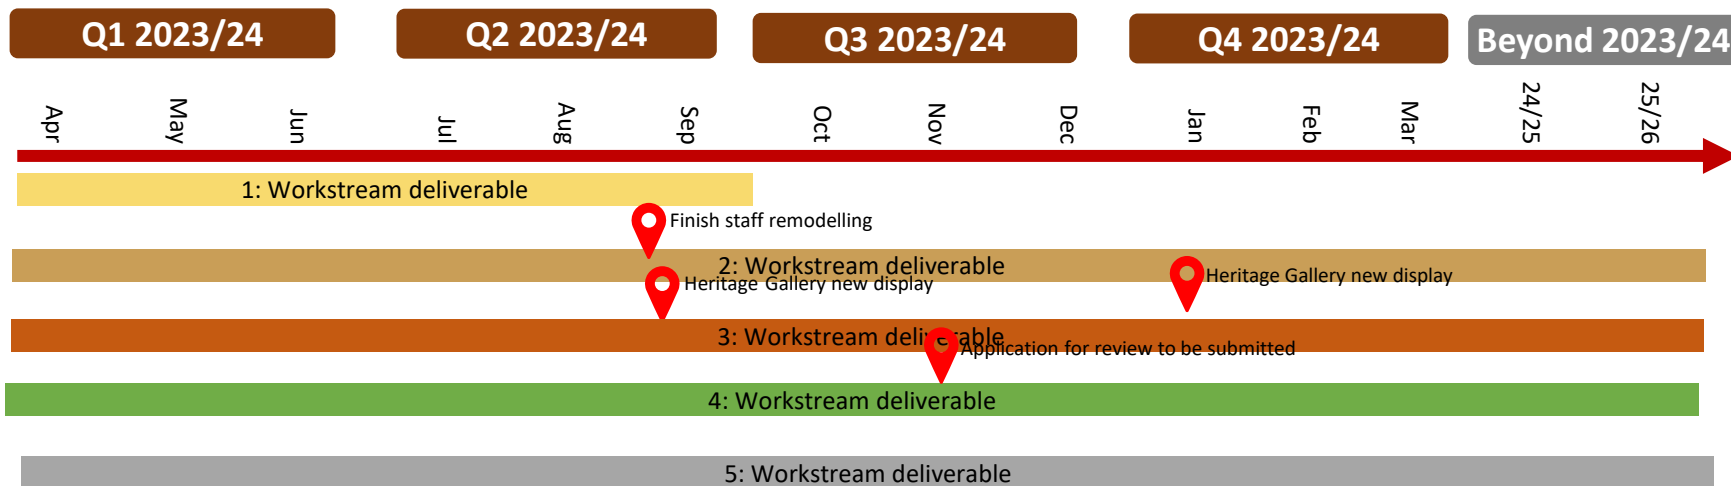 Q1 2023/24
Q2 2023/24
Q3 2023/24
Q4 2023/24
Beyond 2023/24
Apr
May
Jun
Jul
Aug
Sep
Oct
Nov
Dec
Jan
Feb
Mar
24/25
25/26
1: Workstream deliverable
Finish staff remodelling
2: Workstream deliverable
Heritage Gallery new display
Heritage Gallery new display
3: Workstream deliverable
Application for review to be submitted
4: Workstream deliverable
5: Workstream deliverable